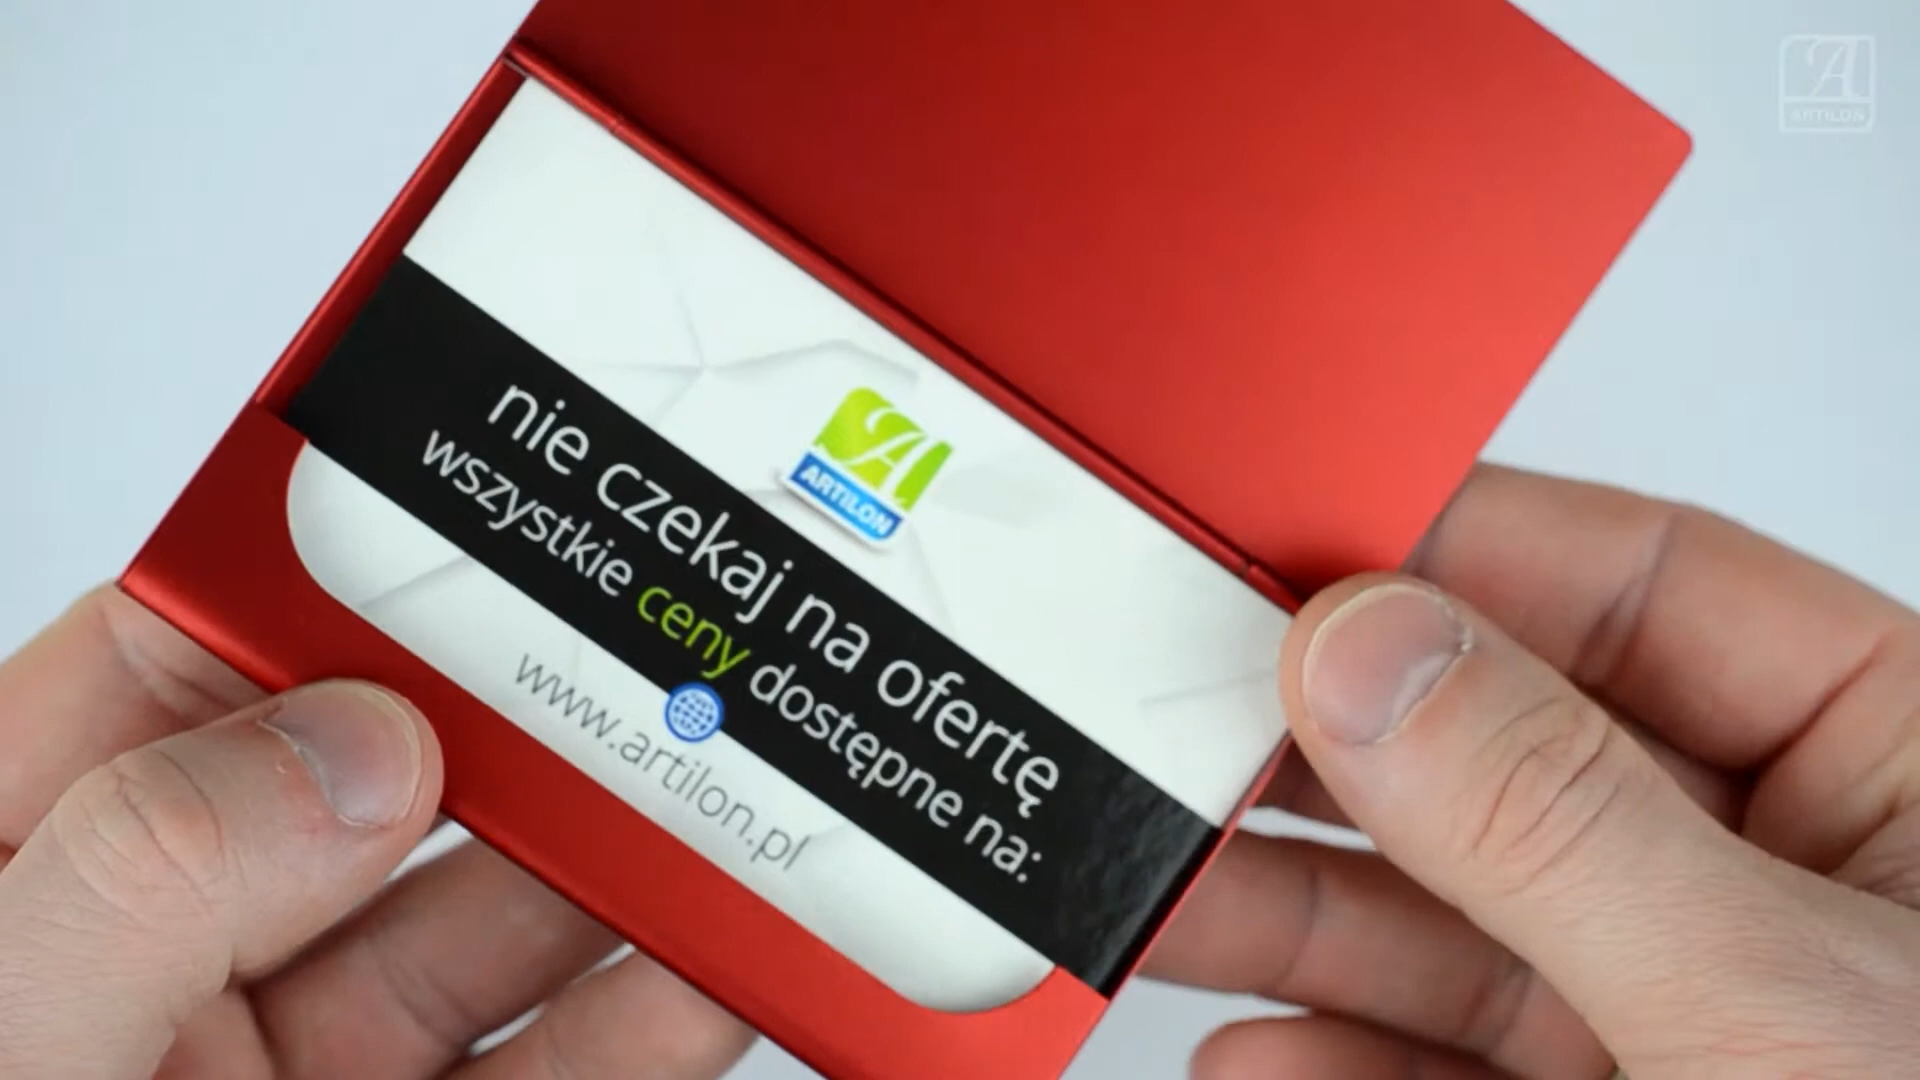 A
ARTILON
A
ARTILON
nie czekaj na ofertę
wszystkie ceny dostępne na:
www.artilon.pl